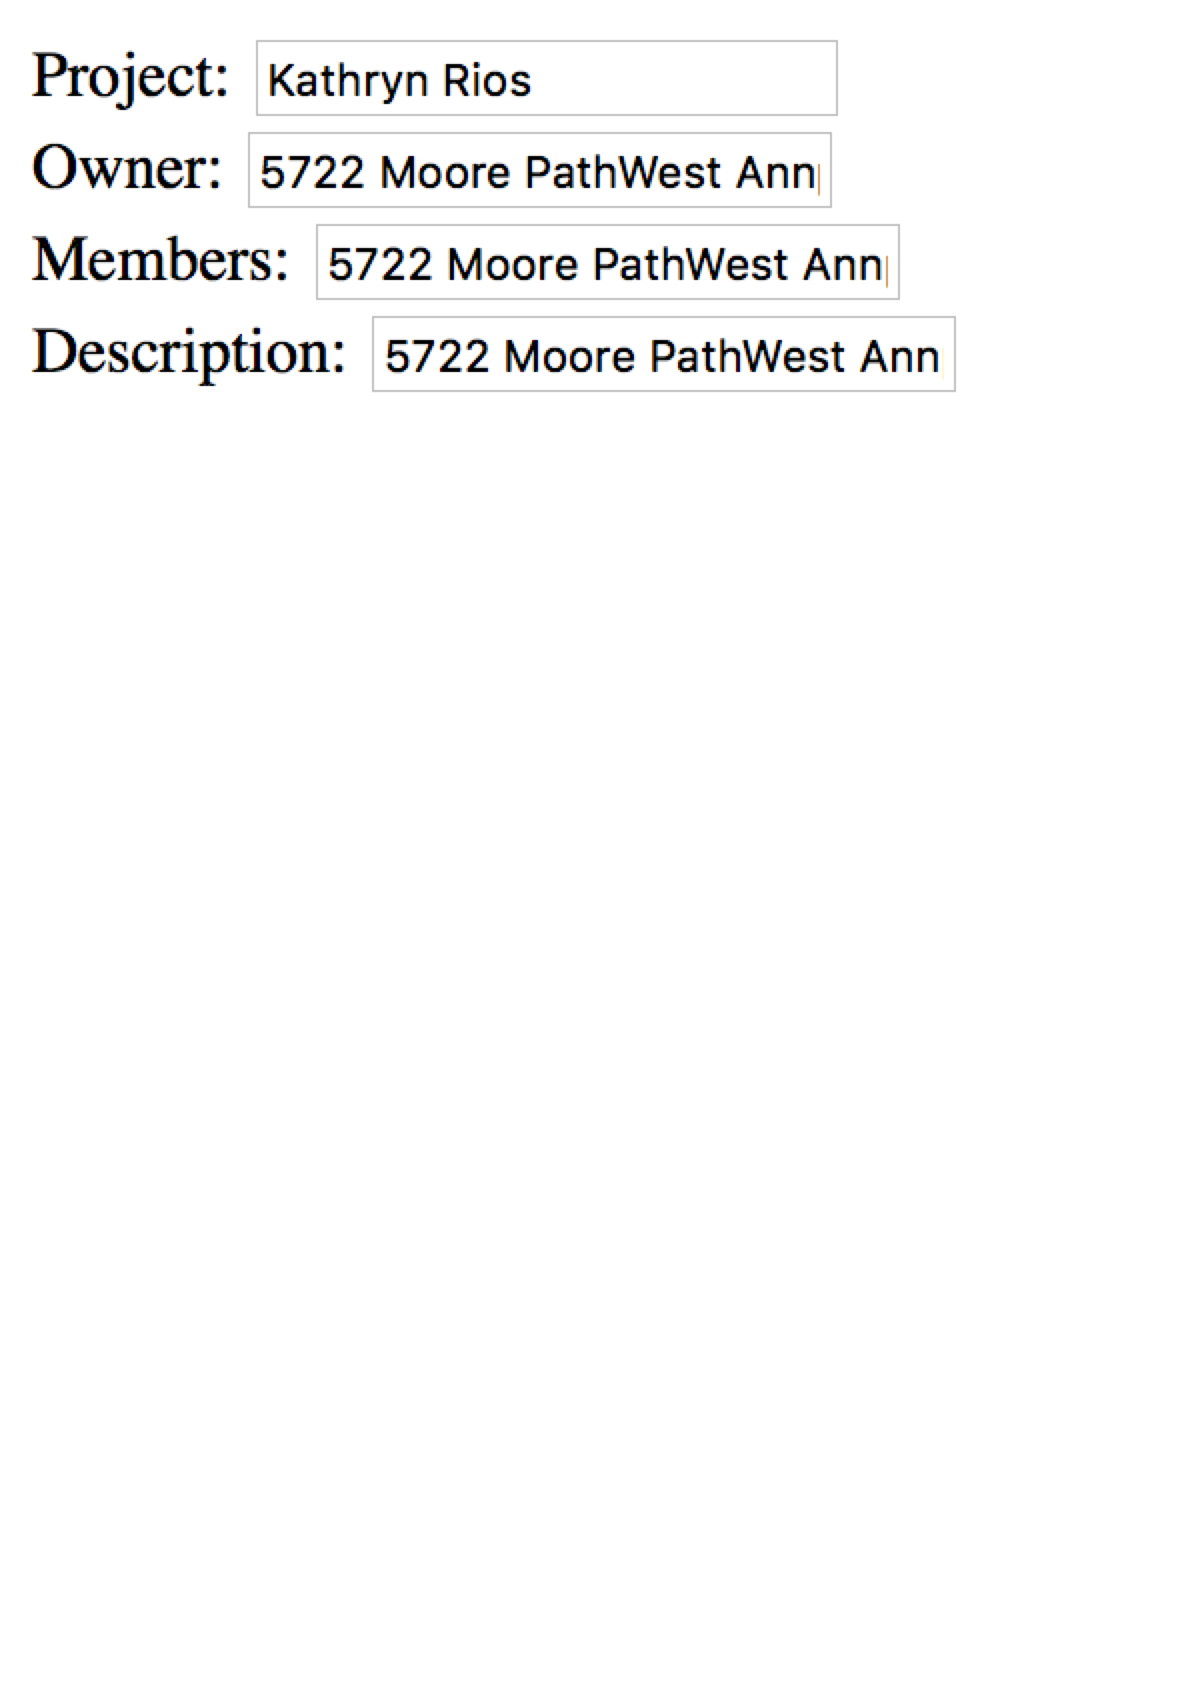 Project: Kathryn Rios
Owner: 5722 Moore PathWest Ann
Members: 5722 Moore PathWest Ann
Description: 5722 Moore PathWest Ann